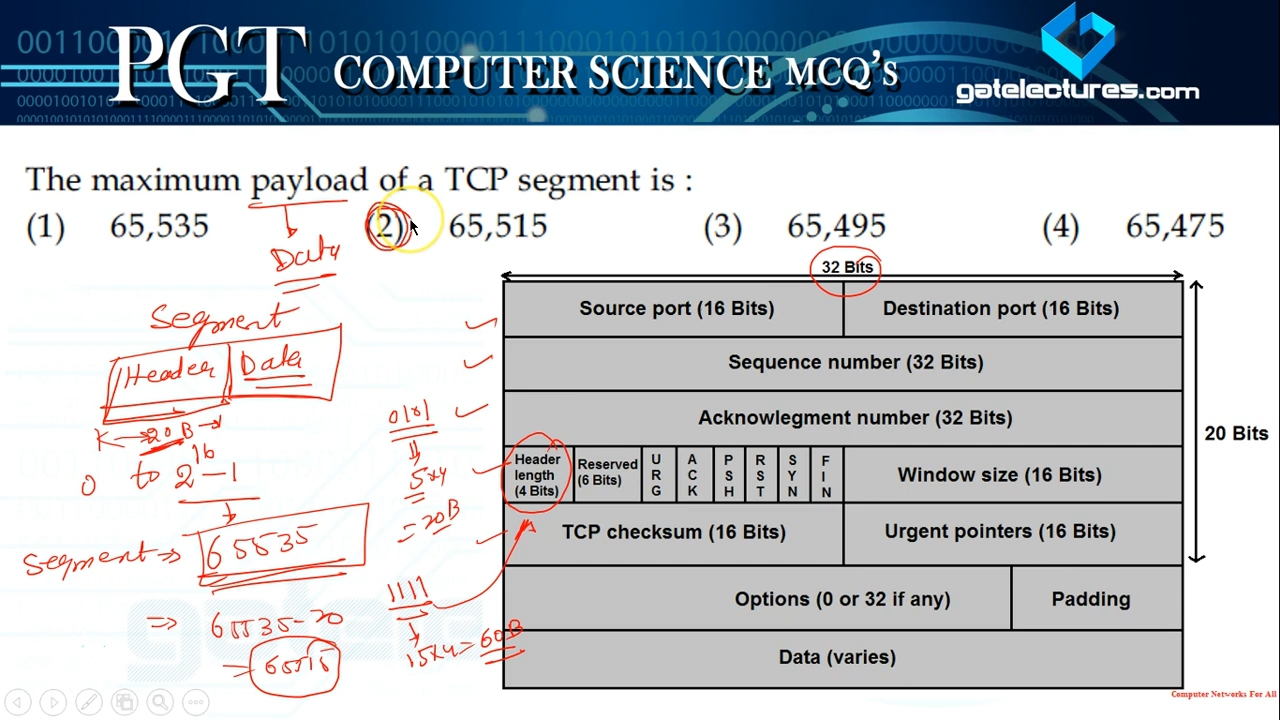 PGT COMPUTER SCIENCE MCQ'S
gatelectures.com
The maximum payload of a TCP segment is :
(1) 65,535 (2) 65,515 (3) 65,495 (4) 65,475
Data
32 Bits
Segment
Header Data
20 B
0 to 2^16 - 1
Segment => 65535
=> 65535-20
= 65515
0101
5*4
= 20B
1111
15*4 = 60B
Source port (16 Bits) Destination port (16 Bits)
Sequence number (32 Bits)
Acknowlegment number (32 Bits)
20 Bits
Header length (4 Bits) Reserved (6 Bits) URG ACK PSH RST SYN FIN Window size (16 Bits)
TCP checksum (16 Bits) Urgent pointers (16 Bits)
Options (0 or 32 if any) Padding
Data (varies)
Computer Networks For All